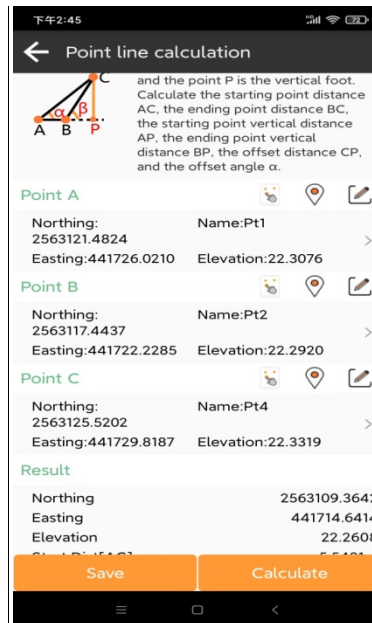 下午2:45
72
Point line calculation
C
α β
A B P
and the point P is the vertical foot.
Calculate the starting point distance
AC, the ending point distance BC,
the starting point vertical distance
AP, the ending point vertical
distance BP, the offset distance CP,
and the offset angle α.
Point A
Northing: Name:Pt1
2563121.4824
Easting:441726.0210 Elevation:22.3076
Point B
Northing: Name:Pt2
2563117.4437
Easting:441722.2285 Elevation:22.2920
Point C
Northing: Name:Pt4
2563125.5202
Easting:441729.8187 Elevation:22.3319
Result
Northing 2563109.364
Easting 441714.641
Elevation 22.260
Save Calculate